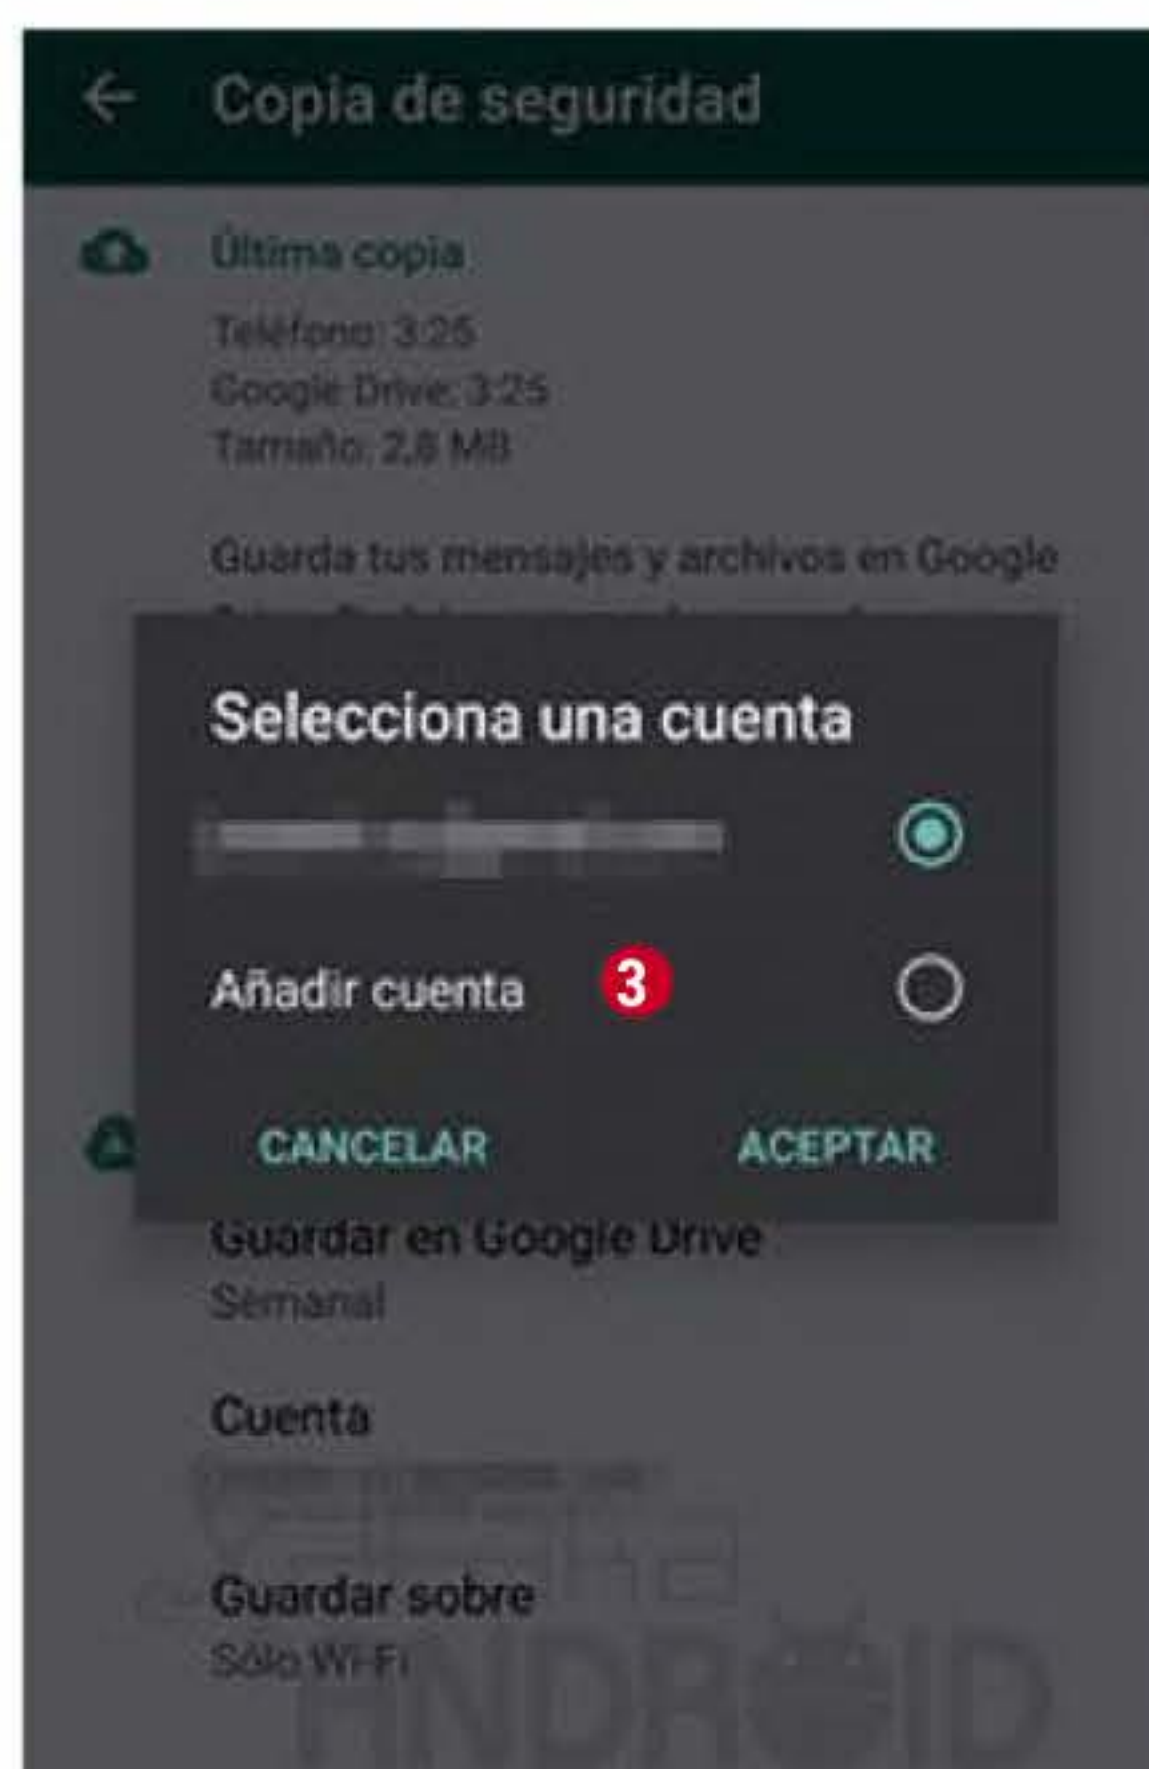 Copia de seguridad
Última copia
Teléfono: 3:25
Google Drive: 3:25
Tamaño: 2,8 MB
Guarda tus mensajes y archivos en Google
Selecciona una cuenta
Añadir cuenta 3
CANCELAR ACEPTAR
Guardar en Google Drive
Semanal
Cuenta
Guardar sobre
Sólo Wi-Fi
ANDROID